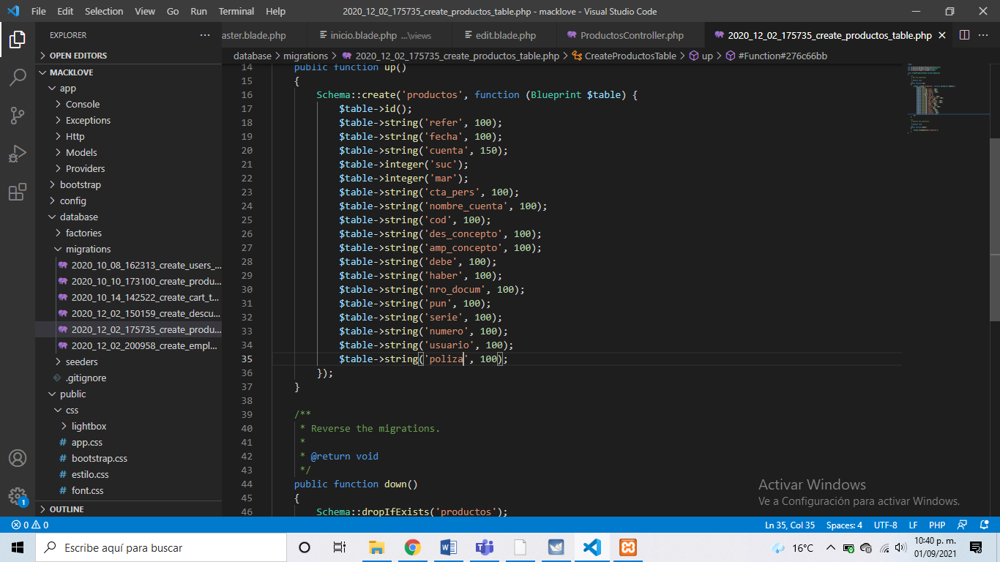 File Edit Selection View Go Run Terminal Help 2020_12_02_175735_create_productos_table.php - macklove - Visual Studio Code
EXPLORER
aster.blade.php inicio.blade.php ...\views edit.blade.php ProductosController.php 2020_12_02_175735_create_productos_table.php
database > migrations > 2020_12_02_175735_create_productos_table.php > CreateProductosTable > up > #Function#276c66bb
OPEN EDITORS
MACKLOVE
app
Console
Exceptions
Http
Models
Providers
bootstrap
config
database
factories
migrations
2020_10_08_162313_create_users_...
2020_10_10_173100_create_produ...
2020_10_14_142522_create_cart_t...
2020_12_02_150159_create_descu...
2020_12_02_175735_create_produ...
2020_12_02_200958_create_empl...
seeders
.gitignore
public
css
lightbox
# app.css
# bootstrap.css
# estilo.css
# font.css
OUTLINE
14 public function up()
15 {
16 Schema::create('productos', function (Blueprint $table) {
17 $table->id();
18 $table->string('refer', 100);
19 $table->string('fecha', 100);
20 $table->string('cuenta', 150);
21 $table->integer('suc');
22 $table->integer('mar');
23 $table->string('cta_pers', 100);
24 $table->string('nombre_cuenta', 100);
25 $table->string('cod', 100);
26 $table->string('des_concepto', 100);
27 $table->string('amp_concepto', 100);
28 $table->string('debe', 100);
29 $table->string('haber', 100);
30 $table->string('nro_docum', 100);
31 $table->string('pun', 100);
32 $table->string('serie', 100);
33 $table->string('numero', 100);
34 $table->string('usuario', 100);
35 $table->string('poliza', 100);
36 });
37 }
38
39 /**
40 * Reverse the migrations.
41 *
42 * @return void
43 */
44 public function down()
45 {
46 Schema::dropIfExists('productos');
Activar Windows
Ve a Configuración para activar Windows.
1
0 0 Ln 35, Col 35 Spaces: 4 UTF-8 LF PHP
Escribe aquí para buscar
16°C
10:40 p. m.
01/09/2021